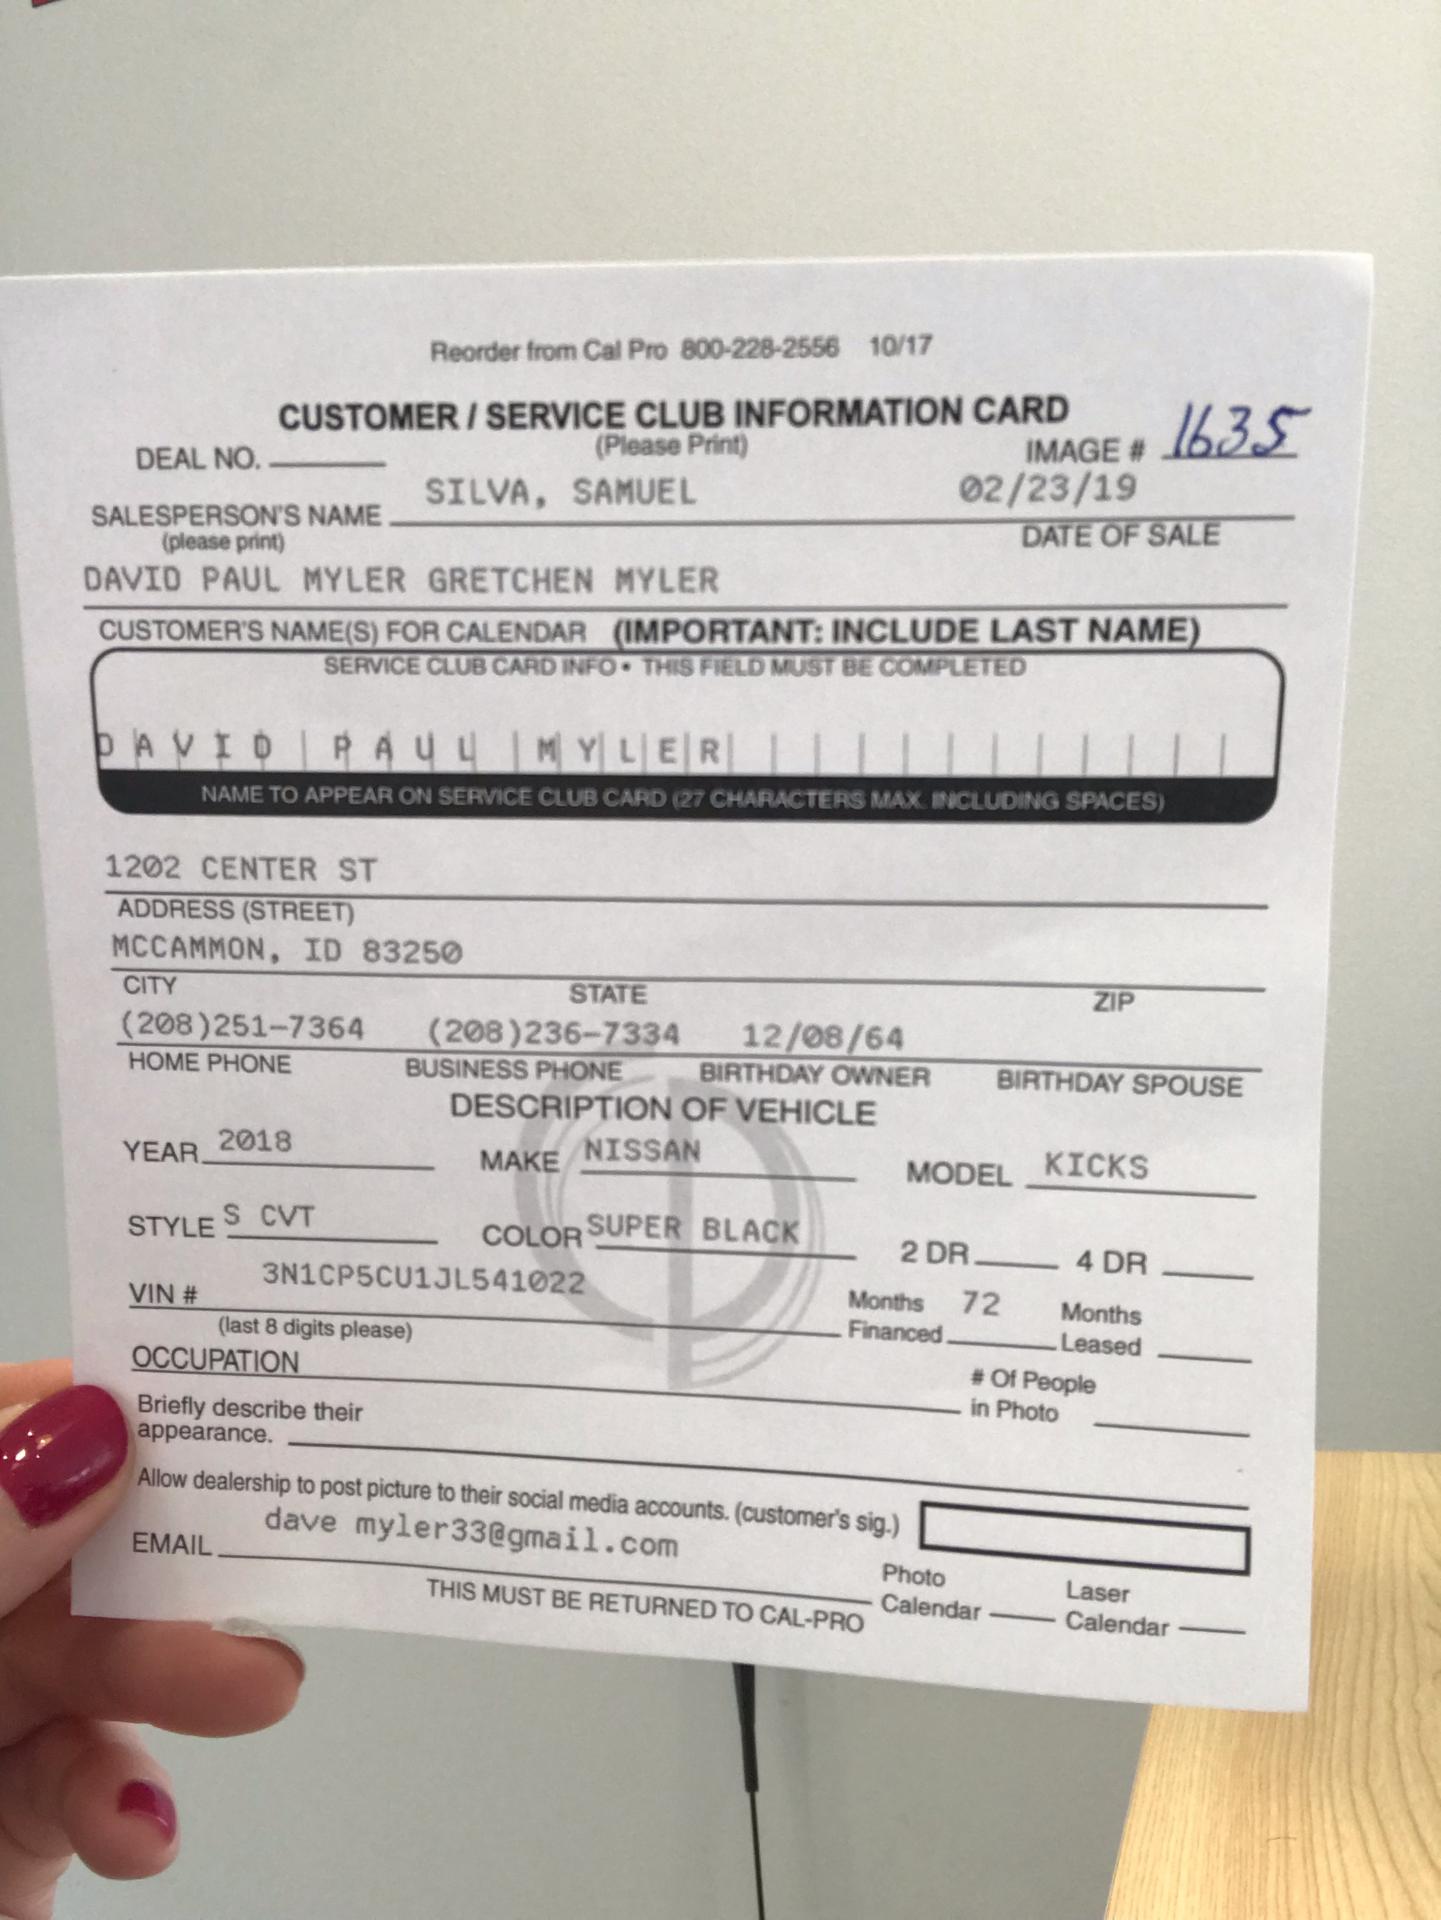 Reorder from Cal Pro 800-228-2556 10/17
CUSTOMER / SERVICE CLUB INFORMATION CARD
(Please Print)
DEAL NO.
IMAGE # 1635
SILVA, SAMUEL 02/23/19
SALESPERSON'S NAME
(please print)
DATE OF SALE
DAVID PAUL MYLER GRETCHEN MYLER
CUSTOMER'S NAME(S) FOR CALENDAR (IMPORTANT: INCLUDE LAST NAME)
SERVICE CLUB CARD INFO • THIS FIELD MUST BE COMPLETED
DAVID PAUL MYLER
NAME TO APPEAR ON SERVICE CLUB CARD (27 CHARACTERS MAX. INCLUDING SPACES)
1202 CENTER ST
ADDRESS (STREET)
MCCAMMON, ID 83250
CITY STATE ZIP
(208)251-7364 (208)236-7334 12/08/64
HOME PHONE BUSINESS PHONE BIRTHDAY OWNER BIRTHDAY SPOUSE
DESCRIPTION OF VEHICLE
YEAR 2018 MAKE NISSAN MODEL KICKS
STYLE S CVT COLOR SUPER BLACK 2 DR 4 DR
VIN # 3N1CP5CU1JL541022
(last 8 digits please)
Months 72 Months
Financed Leased
OCCUPATION
# Of People
in Photo
Briefly describe their
appearance.
Allow dealership to post picture to their social media accounts. (customer's sig.)
EMAIL dave myler33@gmail.com
Photo Laser
Calendar Calendar
THIS MUST BE RETURNED TO CAL-PRO